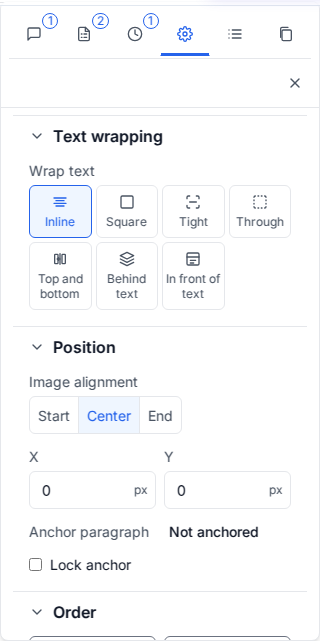 1 2 1
Text wrapping
Wrap text
Inline Square Tight Through
Top and bottom Behind text In front of text
Position
Image alignment
Start Center End
X Y
0 px 0 px
Anchor paragraph Not anchored
Lock anchor
Order